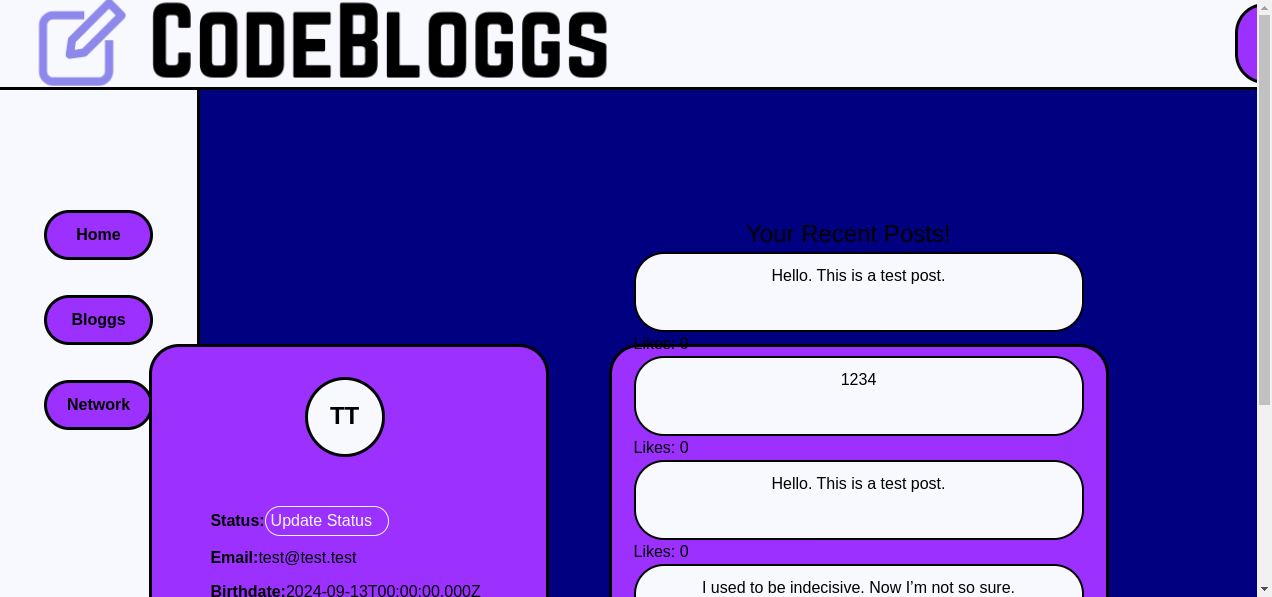 CodeBloggs
Home
Bloggs
Network
TT
Status: Update Status
Email:test@test.test
Birthdate:2024-09-13T00:00:00.000Z
Your Recent Posts!
Hello. This is a test post.
Likes: 0
1234
Likes: 0
Hello. This is a test post.
Likes: 0
I used to be indecisive. Now I’m not so sure.